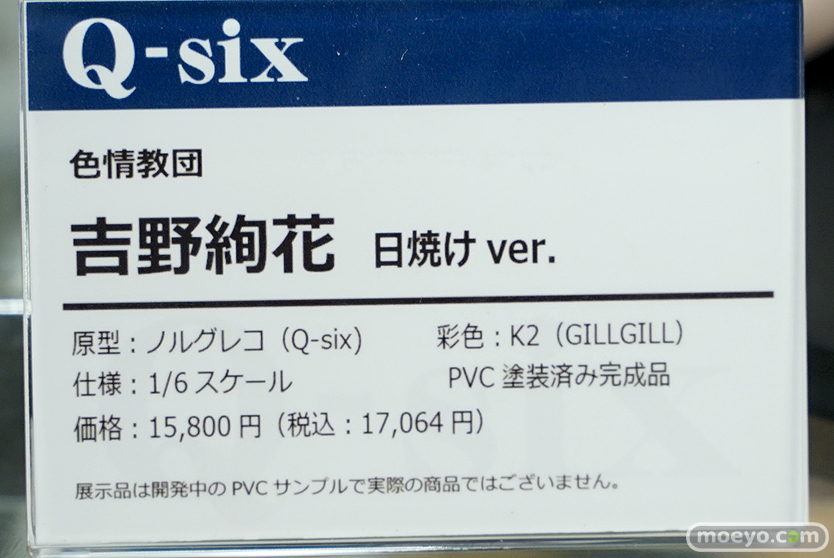 Q-six
色情教団
吉野絢花 日焼け ver.
原型：ノルグレコ（Q-six） 彩色：K2（GILLGILL）
仕様：1/6 スケール PVC 塗装済み完成品
価格：15,800 円（税込：17,064 円）
展示品は開発中の PVC サンプルで実際の商品ではございません。
moeyo.com